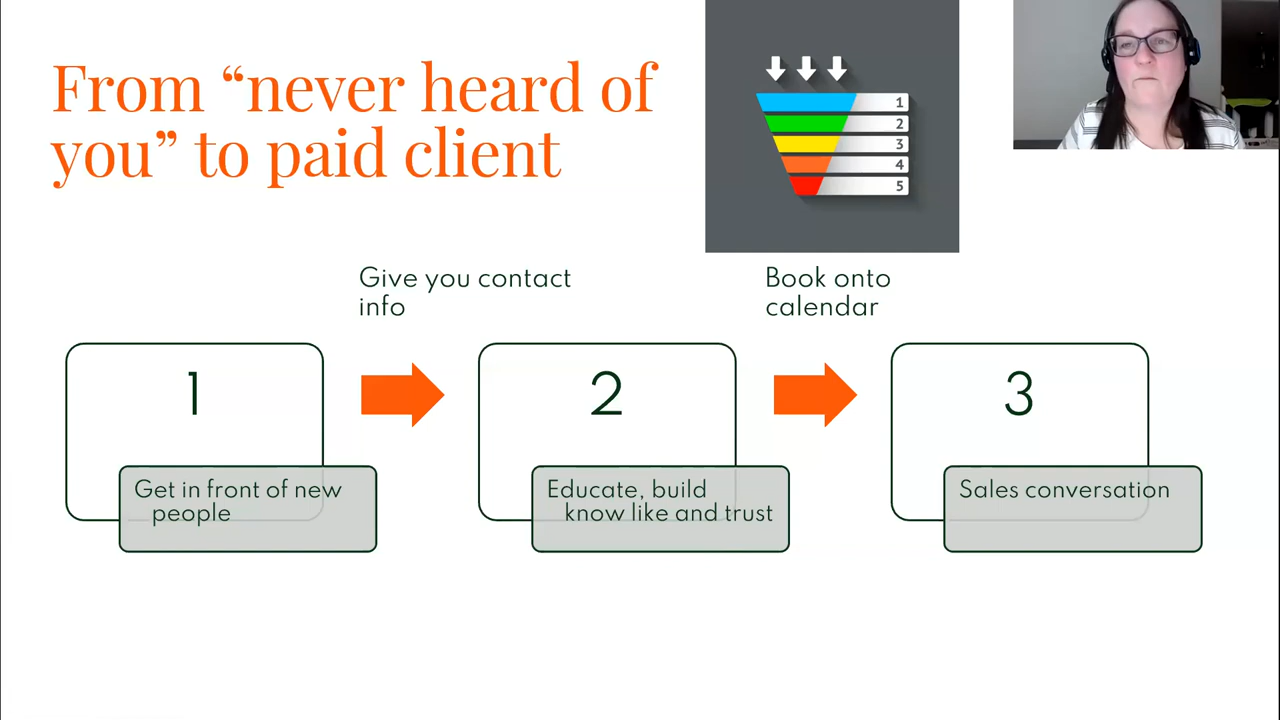 From “never heard of
you” to paid client
1
2
3
4
5
Give you contact
info
Book onto
calendar
1
Get in front of new
people
2
Educate, build
know like and trust
3
Sales conversation